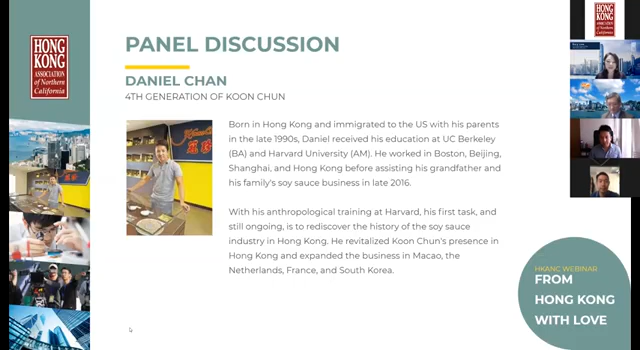 HONG
KONG
ASSOCIATION
of Northern
California
PANEL DISCUSSION
DANIEL CHAN
4TH GENERATION OF KOON CHUN
Born in Hong Kong and immigrated to the US with his parents
in the late 1990s, Daniel received his education at UC Berkeley
(BA) and Harvard University (AM). He worked in Boston, Beijing,
Shanghai, and Hong Kong before assisting his grandfather and
his family's soy sauce business in late 2016.
With his anthropological training at Harvard, his first task, and
still ongoing, is to rediscover the history of the soy sauce
industry in Hong Kong. He revitalized Koon Chun's presence in
Hong Kong and expanded the business in Macao, the
Netherlands, France, and South Korea.
HONG
KONG
HKANC WEBINAR
FROM
HONG KONG
WITH LOVE